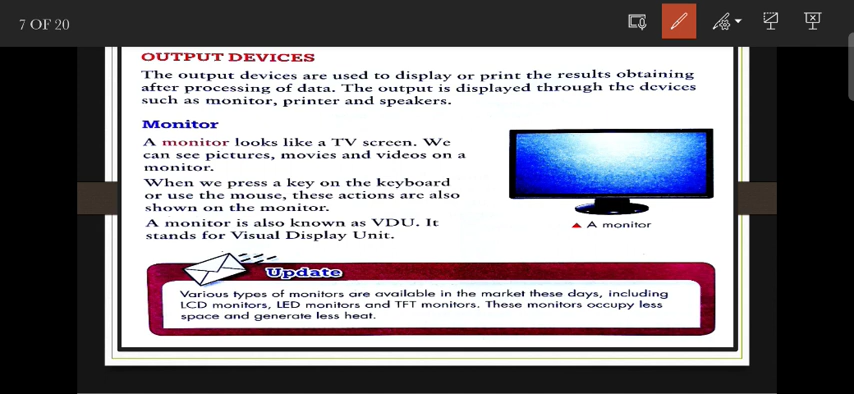 7 OF 20
OUTPUT DEVICES
The output devices are used to display or print the results obtaining
after processing of data. The output is displayed through the devices
such as monitor, printer and speakers.
Monitor
A monitor looks like a TV screen. We
can see pictures, movies and videos on a
monitor.
When we press a key on the keyboard
or use the mouse, these actions are also
shown on the monitor.
A monitor is also known as VDU. It
stands for Visual Display Unit.
▲ A monitor
Update
Various types of monitors are available in the market these days, including
LCD monitors, LED monitors and TFT monitors. These monitors occupy less
space and generate less heat.